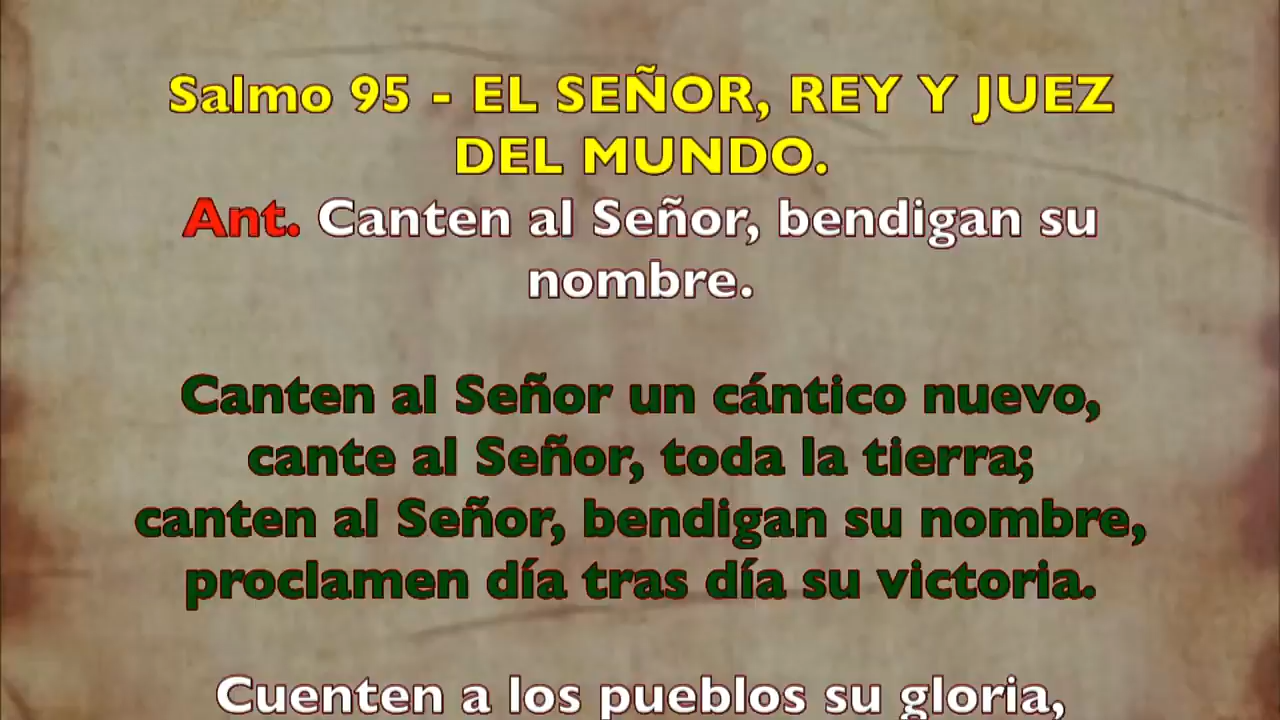 Salmo 95 - EL SEÑOR, REY Y JUEZ
DEL MUNDO.
Ant. Canten al Señor, bendigan su
nombre.
Canten al Señor un cántico nuevo,
cante al Señor, toda la tierra;
canten al Señor, bendigan su nombre,
proclamen día tras día su victoria.
Cuenten a los pueblos su gloria,